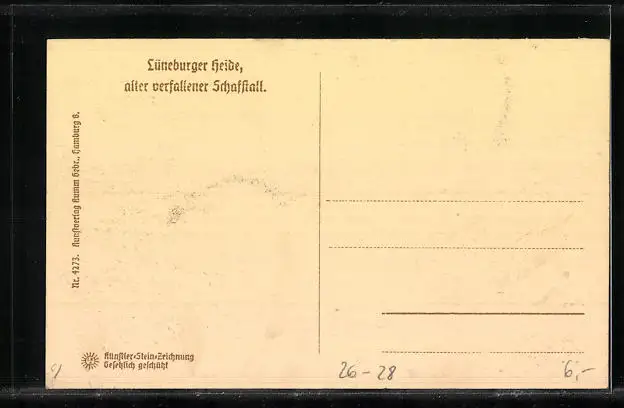 Lüneburger Heide,
alter verfallener Schafstall.
Nr. 4273. Kunstverlag Kumm Gebr., Hamburg 8.
Künstler-Stein-Zeichnung
Gesetzlich geschützt
26-28
6,-